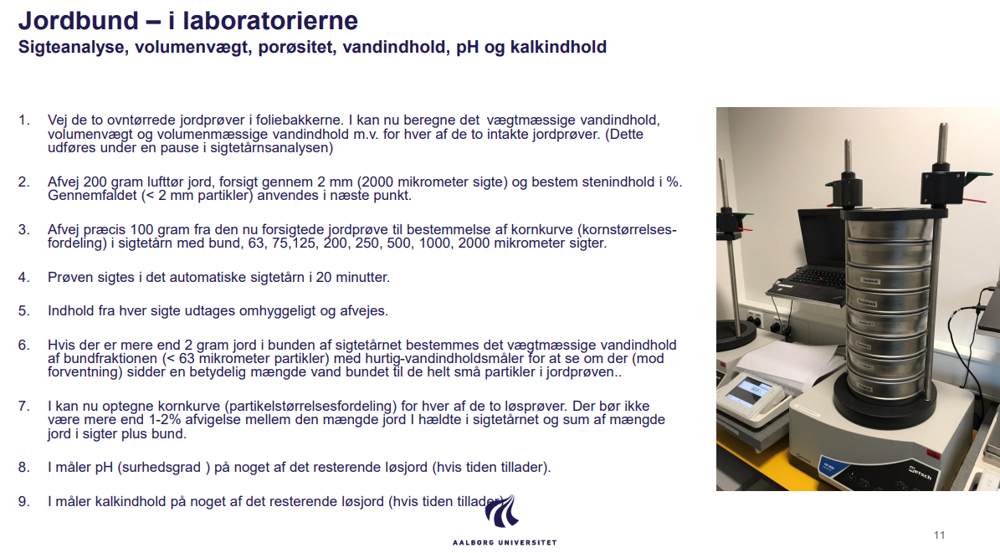 Jordbund – i laboratorierne
Sigteanalyse, volumenvægt, porøsitet, vandindhold, pH og kalkindhold
1. Vej de to ovntørrede jordprøver i foliebakkerne. I kan nu beregne det vægtmæssige vandindhold,
volumenvægt og volumenmæssige vandindhold m.v. for hver af de to intakte jordprøver. (Dette
udføres under en pause i sigtetårnsanalysen)
2. Afvej 200 gram lufttør jord, forsigt gennem 2 mm (2000 mikrometer sigte) og bestem stenindhold i %.
Gennemfaldet (< 2 mm partikler) anvendes i næste punkt.
3. Afvej præcis 100 gram fra den nu forsigtede jordprøve til bestemmelse af kornkurve (kornstørrelses-
fordeling) i sigtetårn med bund, 63, 75,125, 200, 250, 500, 1000, 2000 mikrometer sigter.
4. Prøven sigtes i det automatiske sigtetårn i 20 minutter.
5. Indhold fra hver sigte udtages omhyggeligt og afvejes.
6. Hvis der er mere end 2 gram jord i bunden af sigtetårnet bestemmes det vægtmæssige vandindhold
af bundfraktionen (< 63 mikrometer partikler) med hurtig-vandindholdsmåler for at se om der (mod
forventning) sidder en betydelig mængde vand bundet til de helt små partikler i jordprøven..
7. I kan nu optegne kornkurve (partikelstørrelsesfordeling) for hver af de to løsprøver. Der bør ikke
være mere end 1-2% afvigelse mellem den mængde jord I hældte i sigtetårnet og sum af mængde
jord i sigter plus bund.
8. I måler pH (surhedsgrad ) på noget af det resterende løsjord (hvis tiden tillader).
9. I måler kalkindhold på noget af det resterende løsjord (hvis tiden tillader).
Retsch
AALBORG UNIVERSITET
11